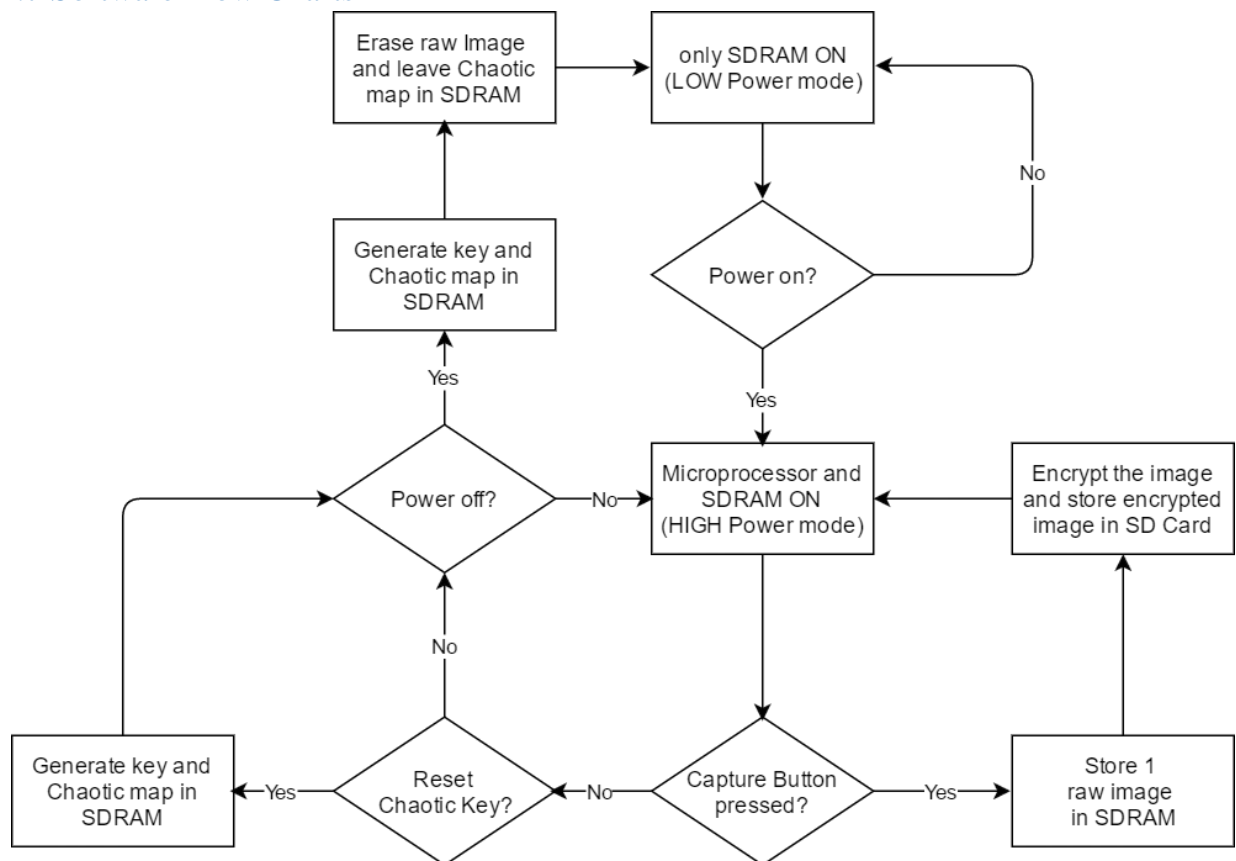 Erase raw Image
and leave Chaotic
map in SDRAM
only SDRAM ON
(LOW Power mode)
No
Generate key and
Chaotic map in
SDRAM
Power on?
Yes
Yes
Power off?
No
Microprocessor and
SDRAM ON
(HIGH Power mode)
Encrypt the image
and store encrypted
image in SD Card
No
Generate key and
Chaotic map in
SDRAM
Yes
Reset
Chaotic Key?
No
Capture Button
pressed?
Yes
Store 1
raw image
in SDRAM